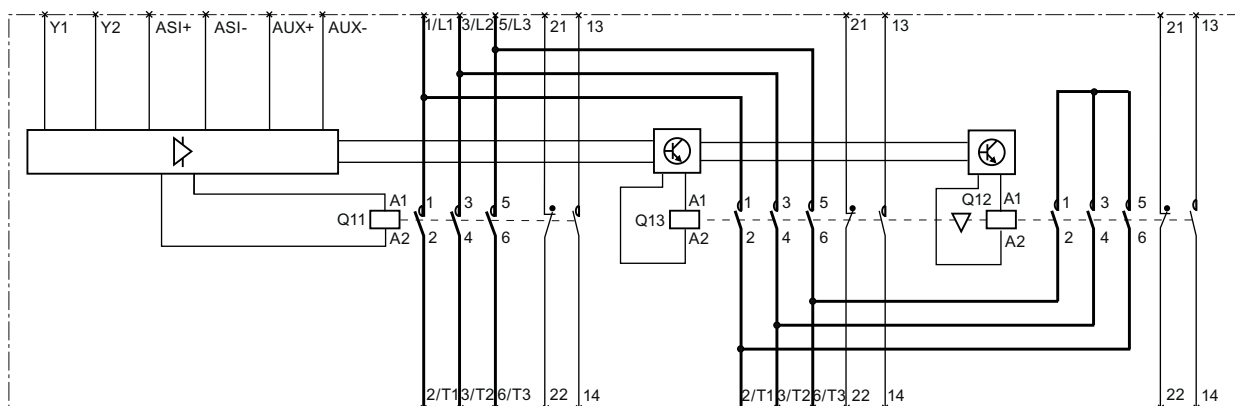 Y1 Y2 ASI+ ASI- AUX+ AUX- 1/L1 3/L2 5/L3 21 13 21 13 21 13
Q11 A1 1 3 5 Q13 A1 1 3 5 Q12 A1 1 3 5
A2 2 4 6 A2 2 4 6 A2 2 4 6
2/T1 3/T2 6/T3 22 14 2/T1 3/T2 6/T3 22 14 22 14